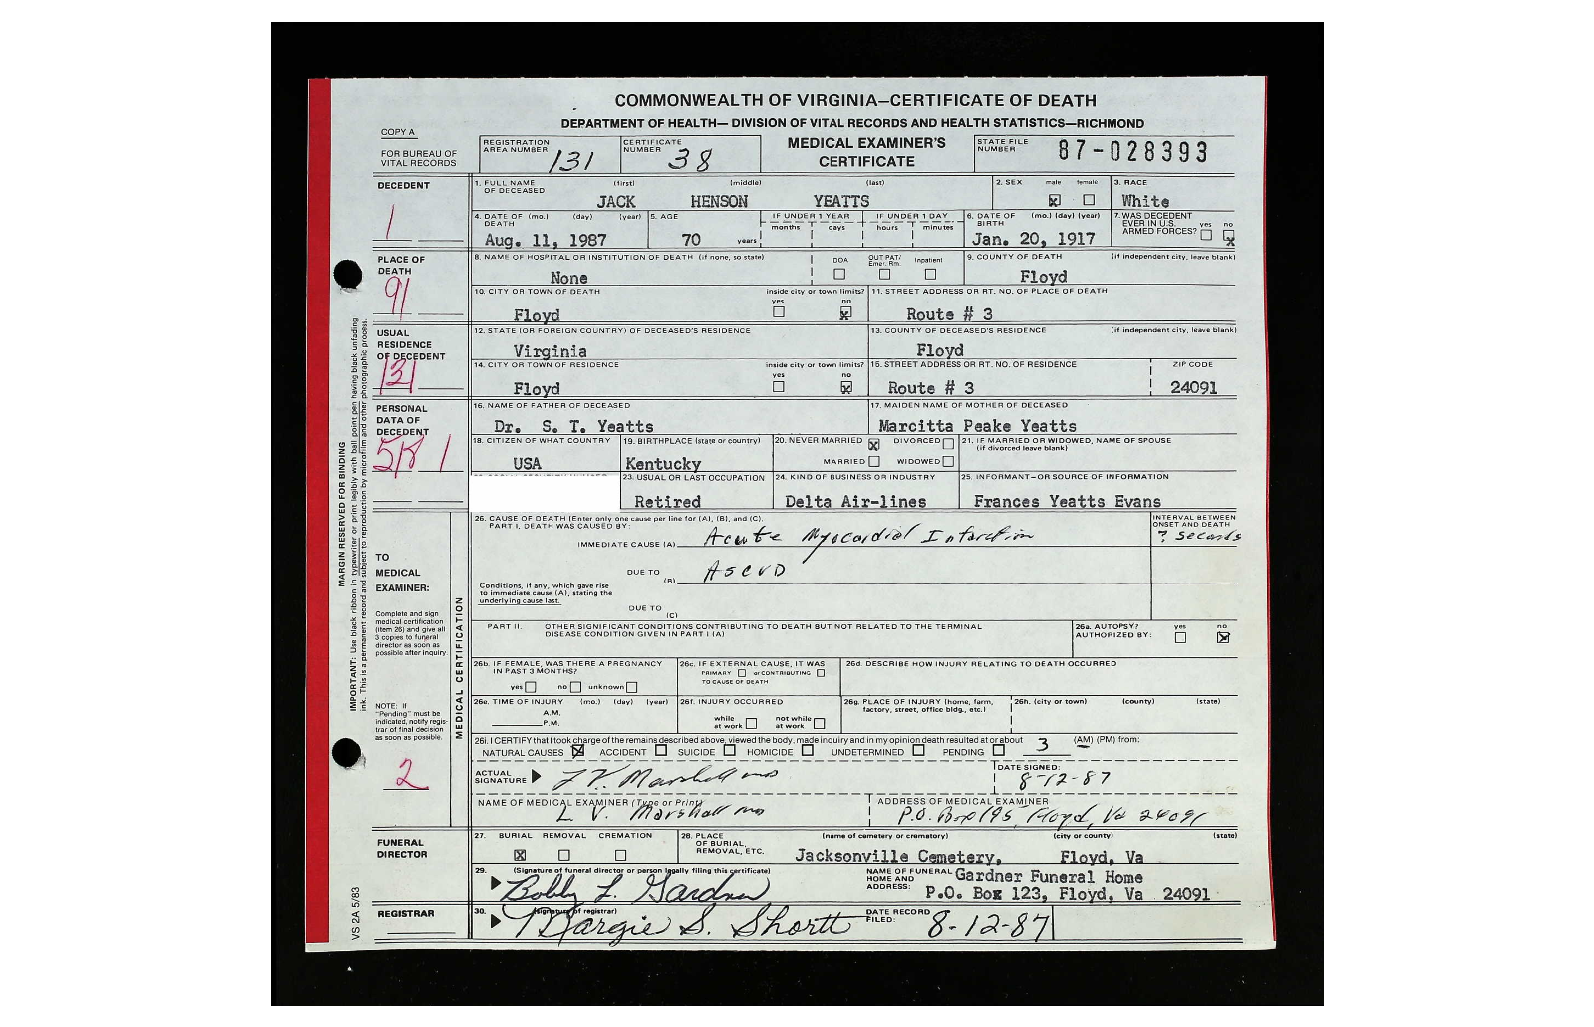 COMMONWEALTH OF VIRGINIA—CERTIFICATE OF DEATH
DEPARTMENT OF HEALTH— DIVISION OF VITAL RECORDS AND HEALTH STATISTICS—RICHMOND
COPY A
FOR BUREAU OF VITAL RECORDS
REGISTRATION AREA NUMBER 131
CERTIFICATE NUMBER 38
MEDICAL EXAMINER'S CERTIFICATE
STATE FILE NUMBER 87-028393
DECEDENT
1
1. FULL NAME OF DECEASED (first) (middle) (last)
JACK HENSON YEATTS
2. SEX male female
x
3. RACE
White
4. DATE OF DEATH (mo.) (day) (year)
Aug. 11, 1987
5. AGE
70 years
IF UNDER 1 YEAR months days
IF UNDER 1 DAY hours minutes
6. DATE OF BIRTH (mo.) (day) (year)
Jan. 20, 1917
7. WAS DECEDENT EVER IN U.S. ARMED FORCES? yes no
x
PLACE OF DEATH
91
8. NAME OF HOSPITAL OR INSTITUTION OF DEATH (if none, so state)
None
DOA OUT PAT/ Emer. Rm. Inpatient
9. COUNTY OF DEATH (if independent city, leave blank)
Floyd
10. CITY OR TOWN OF DEATH
Floyd
inside city or town limits? yes no
x
11. STREET ADDRESS OR RT. NO. OF PLACE OF DEATH
Route # 3
USUAL RESIDENCE OF DECEDENT
131
12. STATE (OR FOREIGN COUNTRY) OF DECEASED'S RESIDENCE
Virginia
13. COUNTY OF DECEASED'S RESIDENCE (if independent city, leave blank)
Floyd
14. CITY OR TOWN OF RESIDENCE
Floyd
inside city or town limits? yes no
x
15. STREET ADDRESS OR RT. NO. OF RESIDENCE
Route # 3
ZIP CODE
24091
PERSONAL DATA OF DECEDENT
16. NAME OF FATHER OF DECEASED
Dr. S. T. Yeatts
17. MAIDEN NAME OF MOTHER OF DECEASED
Marcitta Peake Yeatts
18. CITIZEN OF WHAT COUNTRY
USA
19. BIRTHPLACE (state or country)
Kentucky
20. NEVER MARRIED x DIVORCED
MARRIED WIDOWED
21. IF MARRIED OR WIDOWED, NAME OF SPOUSE (if divorced leave blank)
23. USUAL OR LAST OCCUPATION
Retired
24. KIND OF BUSINESS OR INDUSTRY
Delta Air-lines
25. INFORMANT—OR SOURCE OF INFORMATION
Frances Yeatts Evans
MARGIN RESERVED FOR BINDING
IMPORTANT: Use black ribbon in typewriter or print legibly with ball point pen having black unfading
ink. This is a permanent record and subject to reproduction by microfilm and other photographic process.
TO MEDICAL EXAMINER:
Complete and sign medical certification (item 26) and give all 3 copies to funeral director as soon as possible after inquiry.
NOTE: If "Pending" must be indicated, notify registrar of final decision as soon as possible.
2
MEDICAL CERTIFICATION
26. CAUSE OF DEATH (Enter only one cause per line for (A), (B), and (C).
PART I. DEATH WAS CAUSED BY:
IMMEDIATE CAUSE (A) Acute Myocardial Infarction
INTERVAL BETWEEN ONSET AND DEATH
? Seconds
DUE TO (B) ASCVD
Conditions, if any, which gave rise to immediate cause (A), stating the underlying cause last.
DUE TO (C)
PART II. OTHER SIGNIFICANT CONDITIONS CONTRIBUTING TO DEATH BUT NOT RELATED TO THE TERMINAL DISEASE CONDITION GIVEN IN PART I (A)
26a. AUTOPSY? AUTHORIZED BY: yes no
x
26b. IF FEMALE, WAS THERE A PREGNANCY IN PAST 3 MONTHS?
yes no unknown
26c. IF EXTERNAL CAUSE, IT WAS
PRIMARY or CONTRIBUTING
TO CAUSE OF DEATH
26d. DESCRIBE HOW INJURY RELATING TO DEATH OCCURRED
26e. TIME OF INJURY (mo.) (day) (year)
A.M.
P.M.
26f. INJURY OCCURRED
while at work not while at work
26g. PLACE OF INJURY (home, farm, factory, street, office bldg., etc.)
26h. (city or town) (county) (state)
26i. I CERTIFY that I took charge of the remains described above, viewed the body, made inquiry and in my opinion death resulted at or about 3 (AM) (PM) from:
NATURAL CAUSES x ACCIDENT SUICIDE HOMICIDE UNDETERMINED PENDING
ACTUAL SIGNATURE L V. Marshall MD
DATE SIGNED: 8-12-87
NAME OF MEDICAL EXAMINER (Type or Print)
L. V. Marshall MD
ADDRESS OF MEDICAL EXAMINER
P.O. Box 195, Floyd, Va 24091
FUNERAL DIRECTOR
27. BURIAL REMOVAL CREMATION
x
28. PLACE OF BURIAL, REMOVAL, ETC. (name of cemetery or crematory) (city or county) (state)
Jacksonville Cemetery, Floyd, Va
29. (Signature of funeral director or person legally filing this certificate)
Bobby L. Gardner
NAME OF FUNERAL HOME AND ADDRESS: Gardner Funeral Home
P.O. Box 123, Floyd, Va 24091
REGISTRAR
30. (signature of registrar)
Margie S. Shortt
DATE RECORD FILED: 8-12-87
VS 2A 5/83